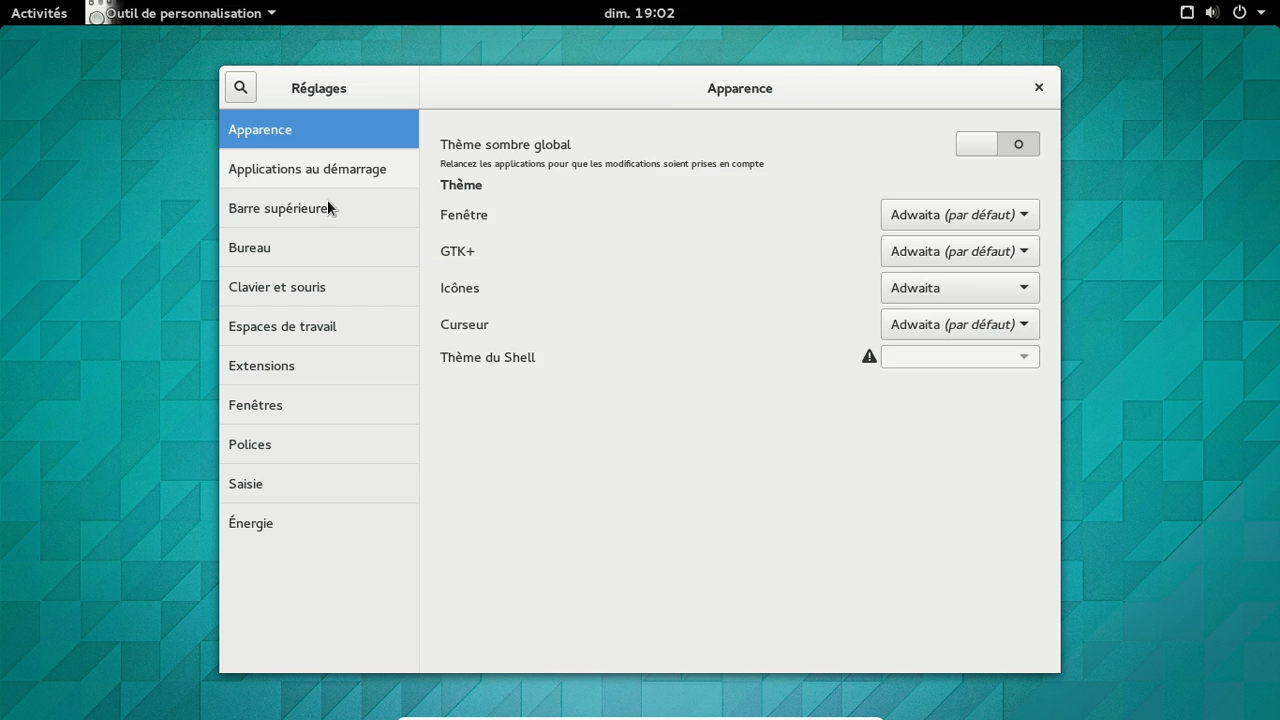 Activités
Outil de personnalisation
dim. 19:02
Réglages
Apparence
Apparence
Applications au démarrage
Barre supérieure
Bureau
Clavier et souris
Espaces de travail
Extensions
Fenêtres
Polices
Saisie
Énergie
Thème sombre global
Relancez les applications pour que les modifications soient prises en compte
Thème
Fenêtre
Adwaita (par défaut)
GTK+
Adwaita (par défaut)
Icônes
Adwaita
Curseur
Adwaita (par défaut)
Thème du Shell